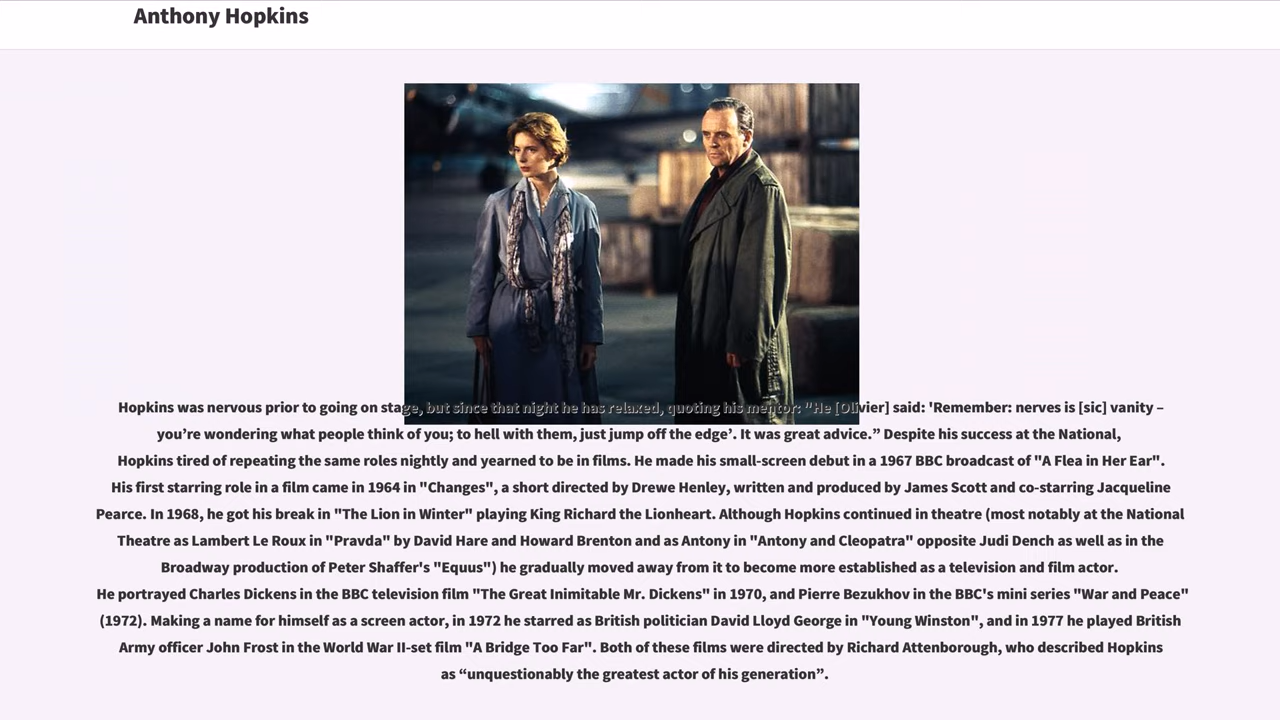 Anthony Hopkins
Hopkins was nervous prior to going on stage, but since that night he has relaxed, quoting his mentor: "He [Olivier] said: 'Remember: nerves is [sic] vanity –
you’re wondering what people think of you; to hell with them, just jump off the edge’. It was great advice.” Despite his success at the National,
Hopkins tired of repeating the same roles nightly and yearned to be in films. He made his small-screen debut in a 1967 BBC broadcast of "A Flea in Her Ear".
His first starring role in a film came in 1964 in "Changes", a short directed by Drewe Henley, written and produced by James Scott and co-starring Jacqueline
Pearce. In 1968, he got his break in "The Lion in Winter" playing King Richard the Lionheart. Although Hopkins continued in theatre (most notably at the National
Theatre as Lambert Le Roux in "Pravda" by David Hare and Howard Brenton and as Antony in "Antony and Cleopatra" opposite Judi Dench as well as in the
Broadway production of Peter Shaffer's "Equus") he gradually moved away from it to become more established as a television and film actor.
He portrayed Charles Dickens in the BBC television film "The Great Inimitable Mr. Dickens" in 1970, and Pierre Bezukhov in the BBC's mini series "War and Peace"
(1972). Making a name for himself as a screen actor, in 1972 he starred as British politician David Lloyd George in "Young Winston", and in 1977 he played British
Army officer John Frost in the World War II-set film "A Bridge Too Far". Both of these films were directed by Richard Attenborough, who described Hopkins
as “unquestionably the greatest actor of his generation”.